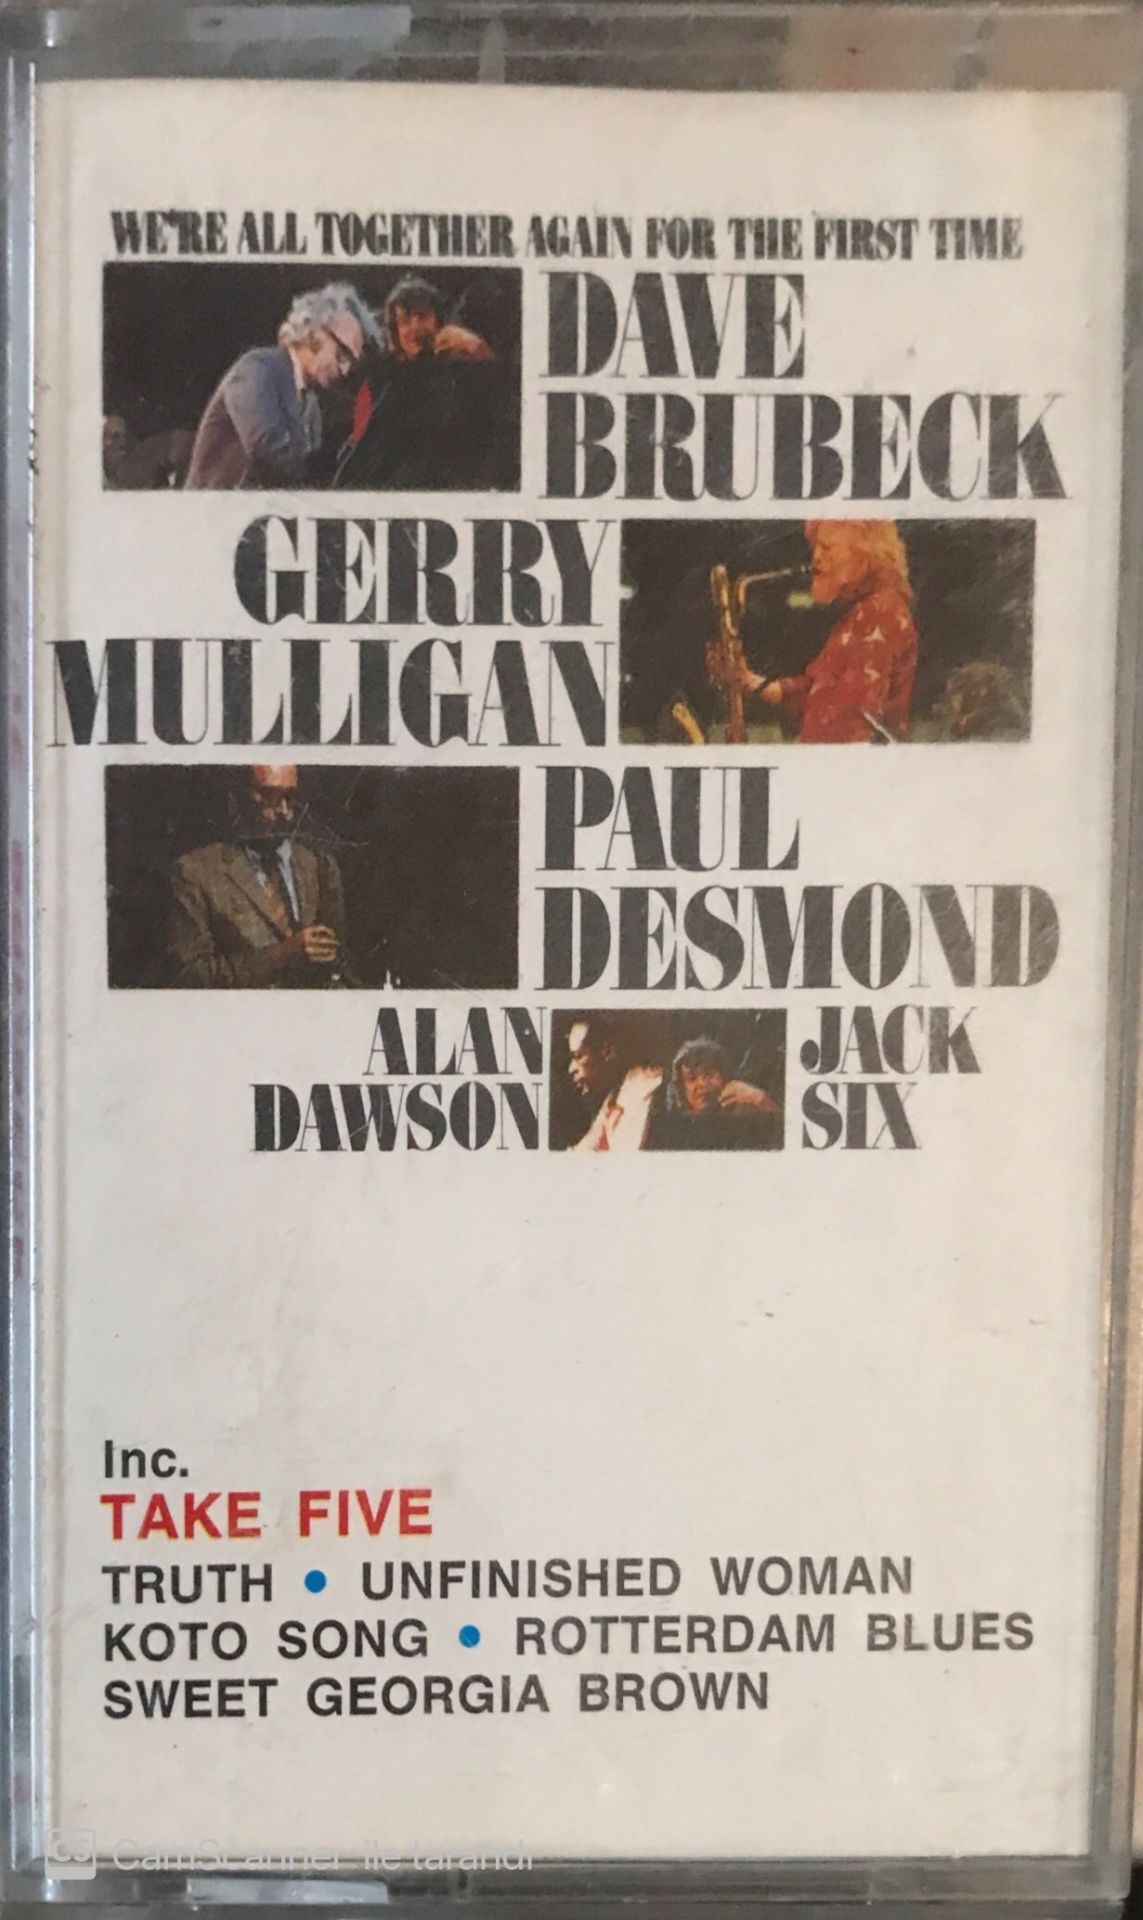 WE'RE ALL TOGETHER AGAIN FOR THE FIRST TIME
DAVE
BRUBECK
GERRY
MULLIGAN
PAUL
DESMOND
ALAN
DAWSON
JACK
SIX
Inc.
TAKE FIVE
TRUTH • UNFINISHED WOMAN
KOTO SONG • ROTTERDAM BLUES
SWEET GEORGIA BROWN
CS CamScanner ile tarandı